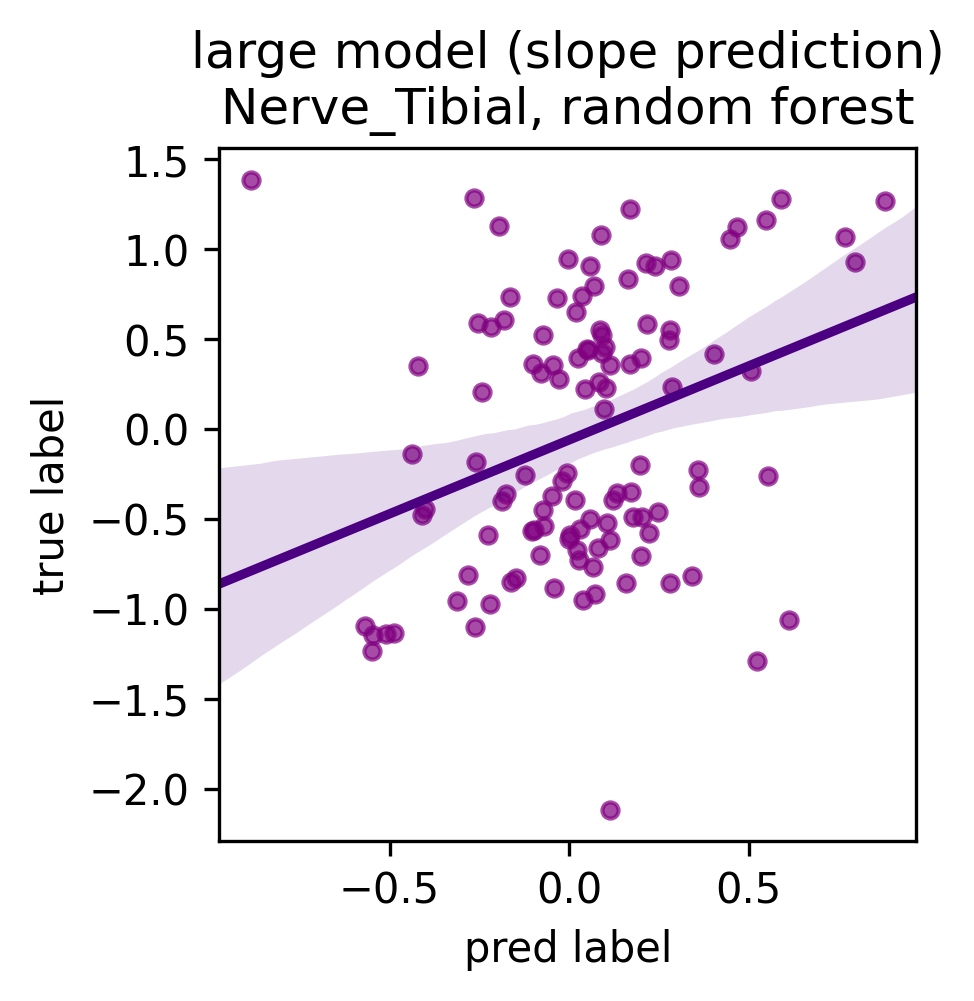 large model (slope prediction)
Nerve_Tibial, random forest
1.5
1.0
0.5
0.0
−0.5
−1.0
−1.5
−2.0
true label
−0.5
0.0
0.5
pred label